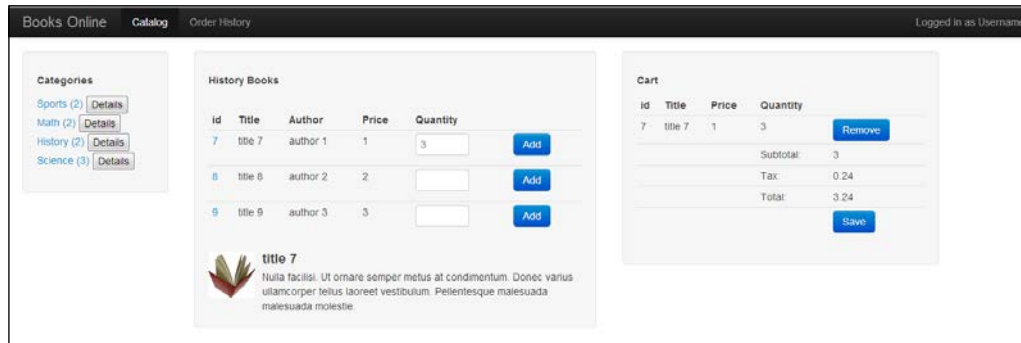 Books Online Catalog Order History Logged in as Username
Categories
Sports (2) Details
Math (2) Details
History (2) Details
Science (3) Details
History Books
id Title Author Price Quantity
7 title 7 author 1 1 3 Add
8 title 8 author 2 2 Add
9 title 9 author 3 3 Add
title 7
Nulla facilisi. Ut ornare semper metus at condimentum. Donec varius
ullamcorper tellus laoreet vestibulum. Pellentesque malesuada
malesuada molestie.
Cart
id Title Price Quantity
7 title 7 1 3 Remove
Subtotal: 3
Tax: 0.24
Total: 3.24
Save